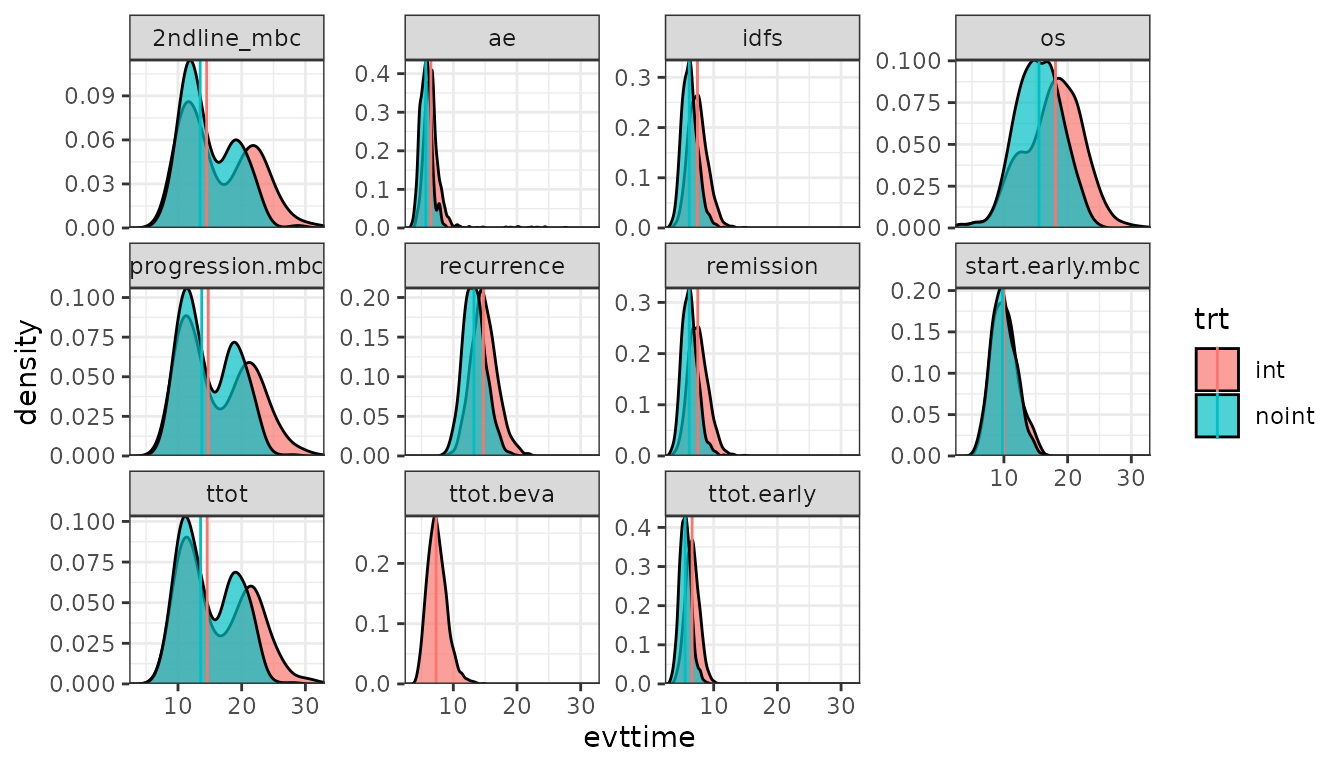 2ndline_mbc
ae
idfs
os
0.09
0.06
0.03
0.00
0.4
0.3
0.2
0.1
0.0
0.3
0.2
0.1
0.0
0.100
0.075
0.050
0.025
0.000
progression.mbc
recurrence
remission
start.early.mbc
0.100
0.075
0.050
0.025
0.000
0.20
0.15
0.10
0.05
0.00
0.3
0.2
0.1
0.0
0.20
0.15
0.10
0.05
0.00
10 20 30
ttot
ttot.beva
ttot.early
0.100
0.075
0.050
0.025
0.000
0.2
0.1
0.0
0.4
0.3
0.2
0.1
0.0
10 20 30
10 20 30
10 20 30
evttime
density
trt
int
noint